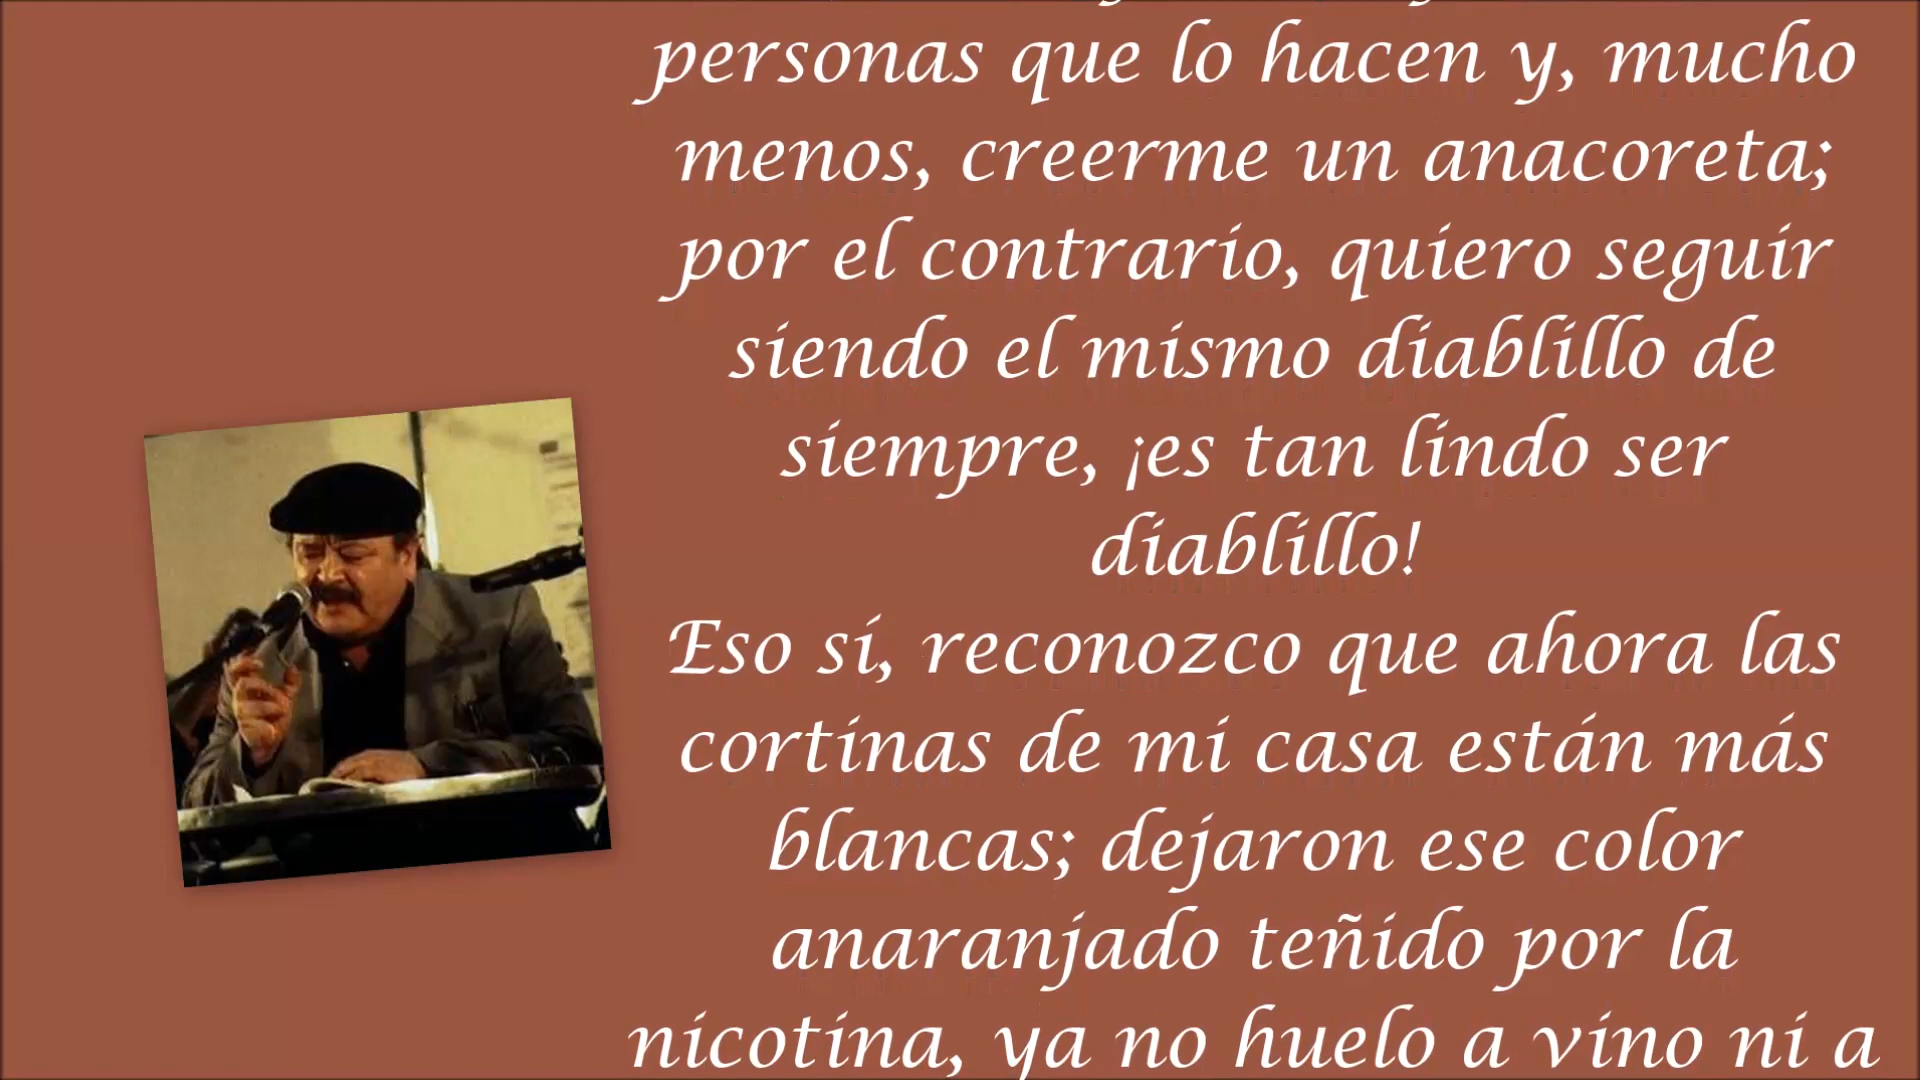 personas que lo hacen y, mucho
menos, creerme un anacoreta;
por el contrario, quiero seguir
siendo el mismo diablillo de
siempre, ¡es tan lindo ser
diablillo!
Eso sí, reconozco que ahora las
cortinas de mi casa están más
blancas; dejaron ese color
anaranjado teñido por la
nicotina, ya no huelo a vino ni a